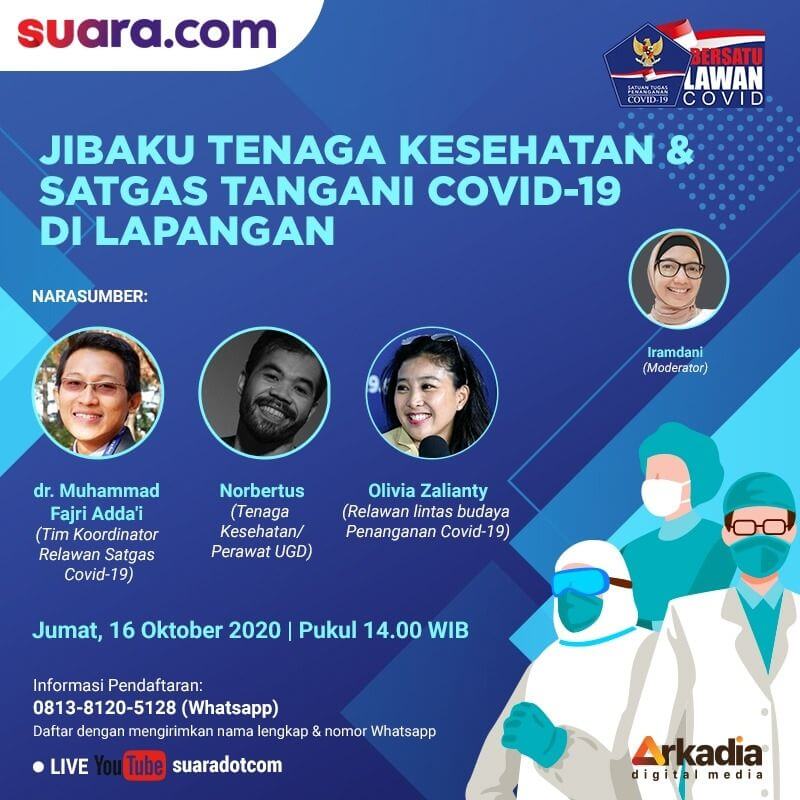 suara.com
SATUAN TUGAS
PENANGANAN
COVID-19
BERSATU
LAWAN
COVID
JIBAKU TENAGA KESEHATAN &
SATGAS TANGANI COVID-19
DI LAPANGAN
NARASUMBER:
Iramdani
(Moderator)
dr. Muhammad
Fajri Adda'i
(Tim Koordinator
Relawan Satgas
Covid-19)
Norbertus
(Tenaga
Kesehatan/
Perawat UGD)
Olivia Zalianty
(Relawan lintas budaya
Penanganan Covid-19)
Jumat, 16 Oktober 2020 | Pukul 14.00 WIB
Informasi Pendaftaran:
0813-8120-5128 (Whatsapp)
Daftar dengan mengirimkan nama lengkap & nomor Whatsapp
• LIVE YouTube suaradotcom
Arkadia
digital media